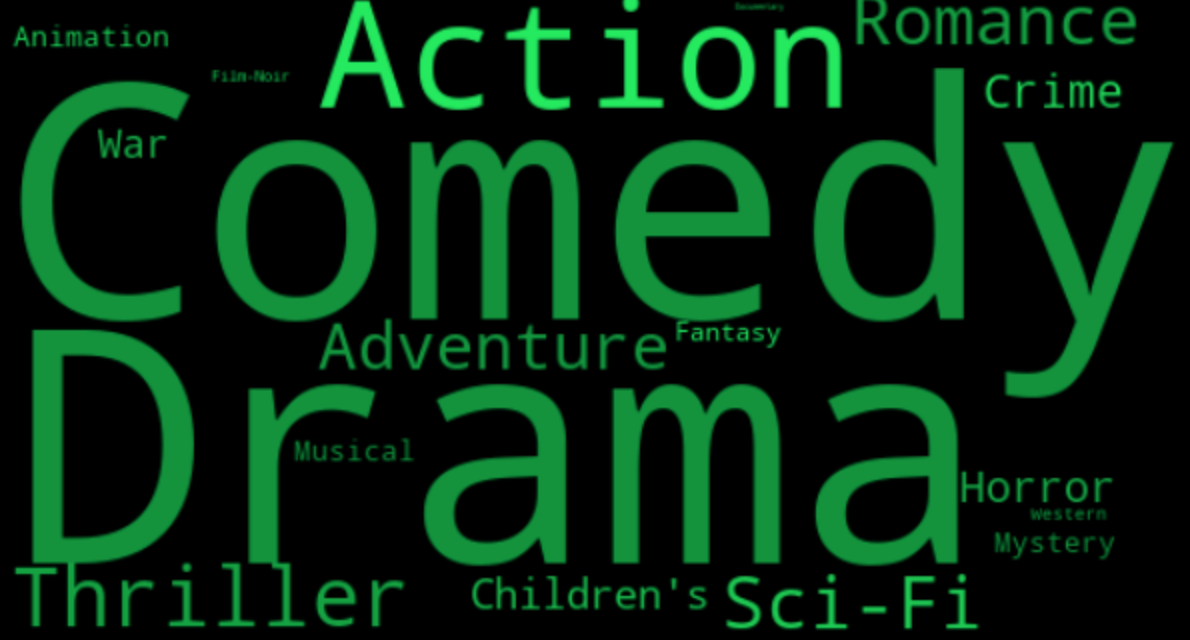 Documentary
Animation
Action
Romance
Film-Noir
Crime
War
Comedy
Adventure
Fantasy
Drama
Musical
Horror
Western
Mystery
Thriller
Children's
Sci-Fi